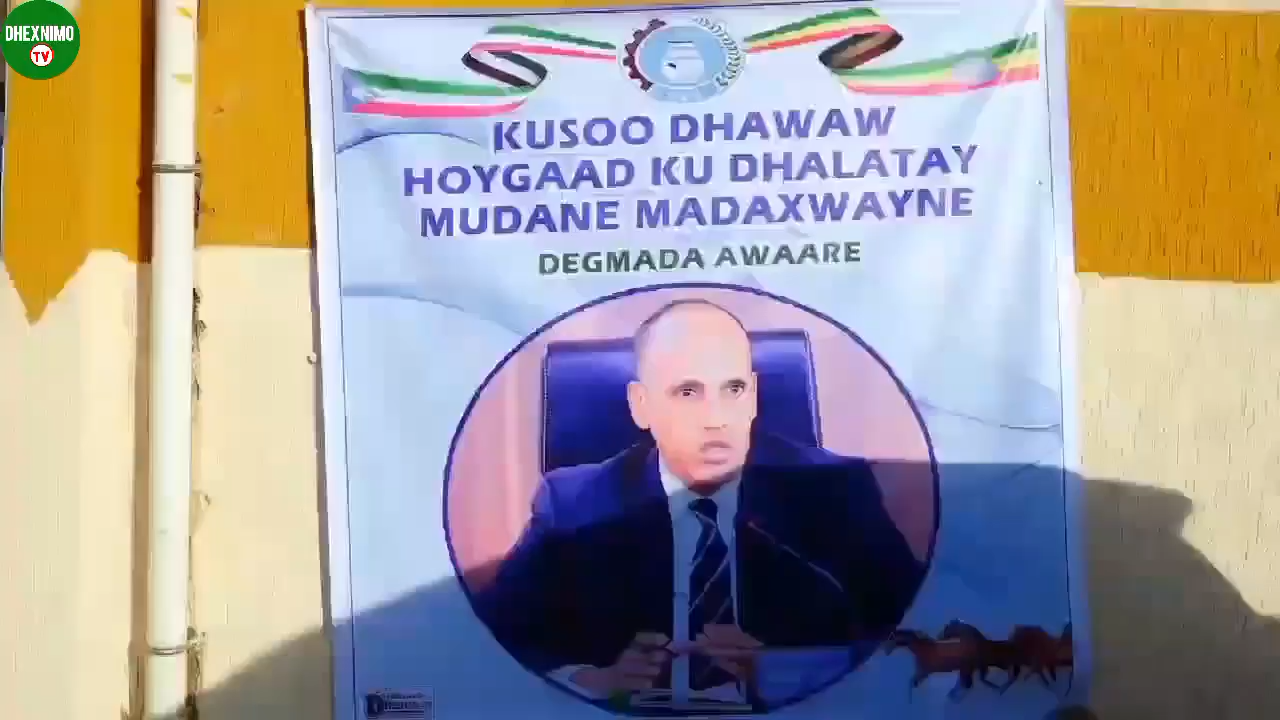 DHEXNIMO
TV
KUSOO DHAWAW
HOYGAAD KU DHALATAY
MUDANE MADAXWAYNE
DEGMADA AWAARE